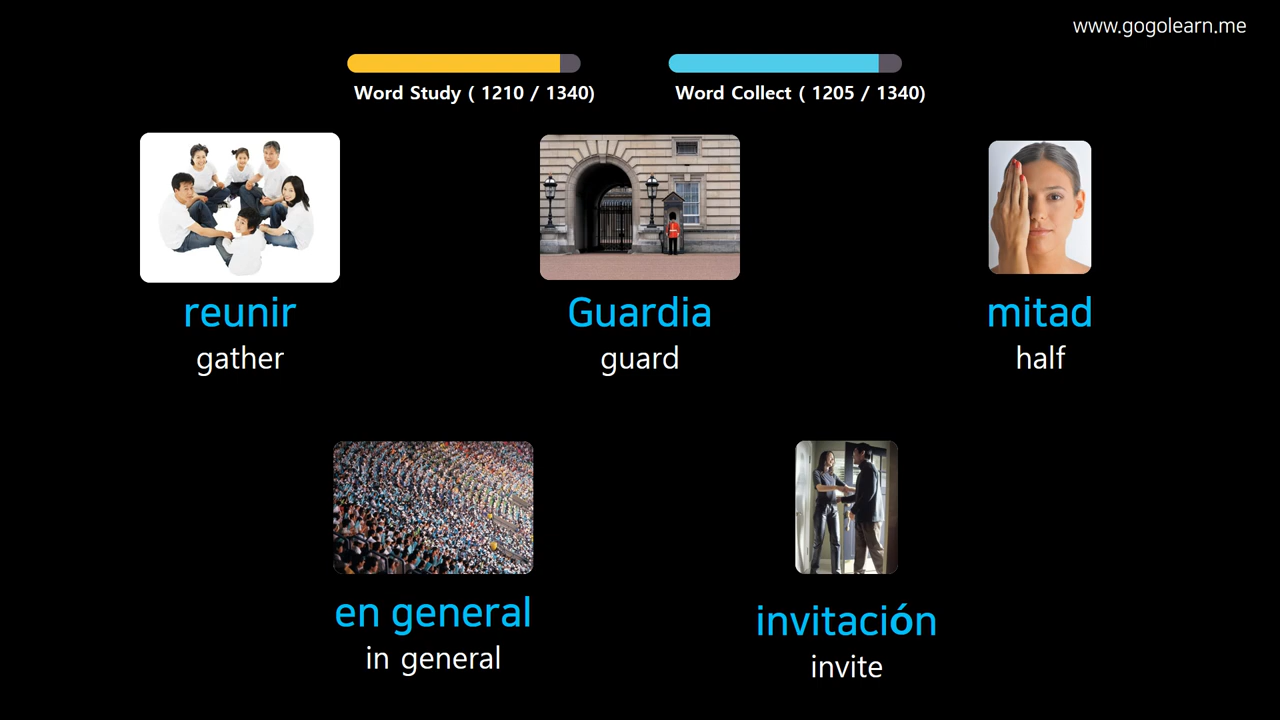 www.gogolearn.me
Word Study ( 1210 / 1340)
Word Collect ( 1205 / 1340)
reunir
gather
Guardia
guard
mitad
half
en general
in general
invitación
invite